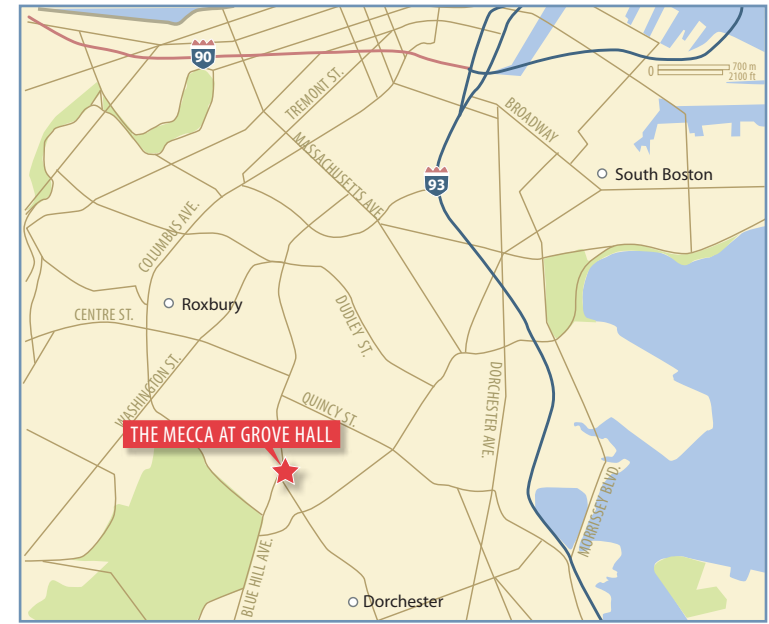 90
TREMONT ST.
0
700 m
2100 ft
BROADWAY
MASSACHUSETTS AVE.
93
South Boston
COLUMBUS AVE.
Roxbury
CENTRE ST.
DUDLEY ST.
WASHINGTON ST.
DORCHESTER AVE.
QUINCY ST.
THE MECCA AT GROVE HALL
MORRISSEY BLVD.
BLUE HILL AVE.
Dorchester